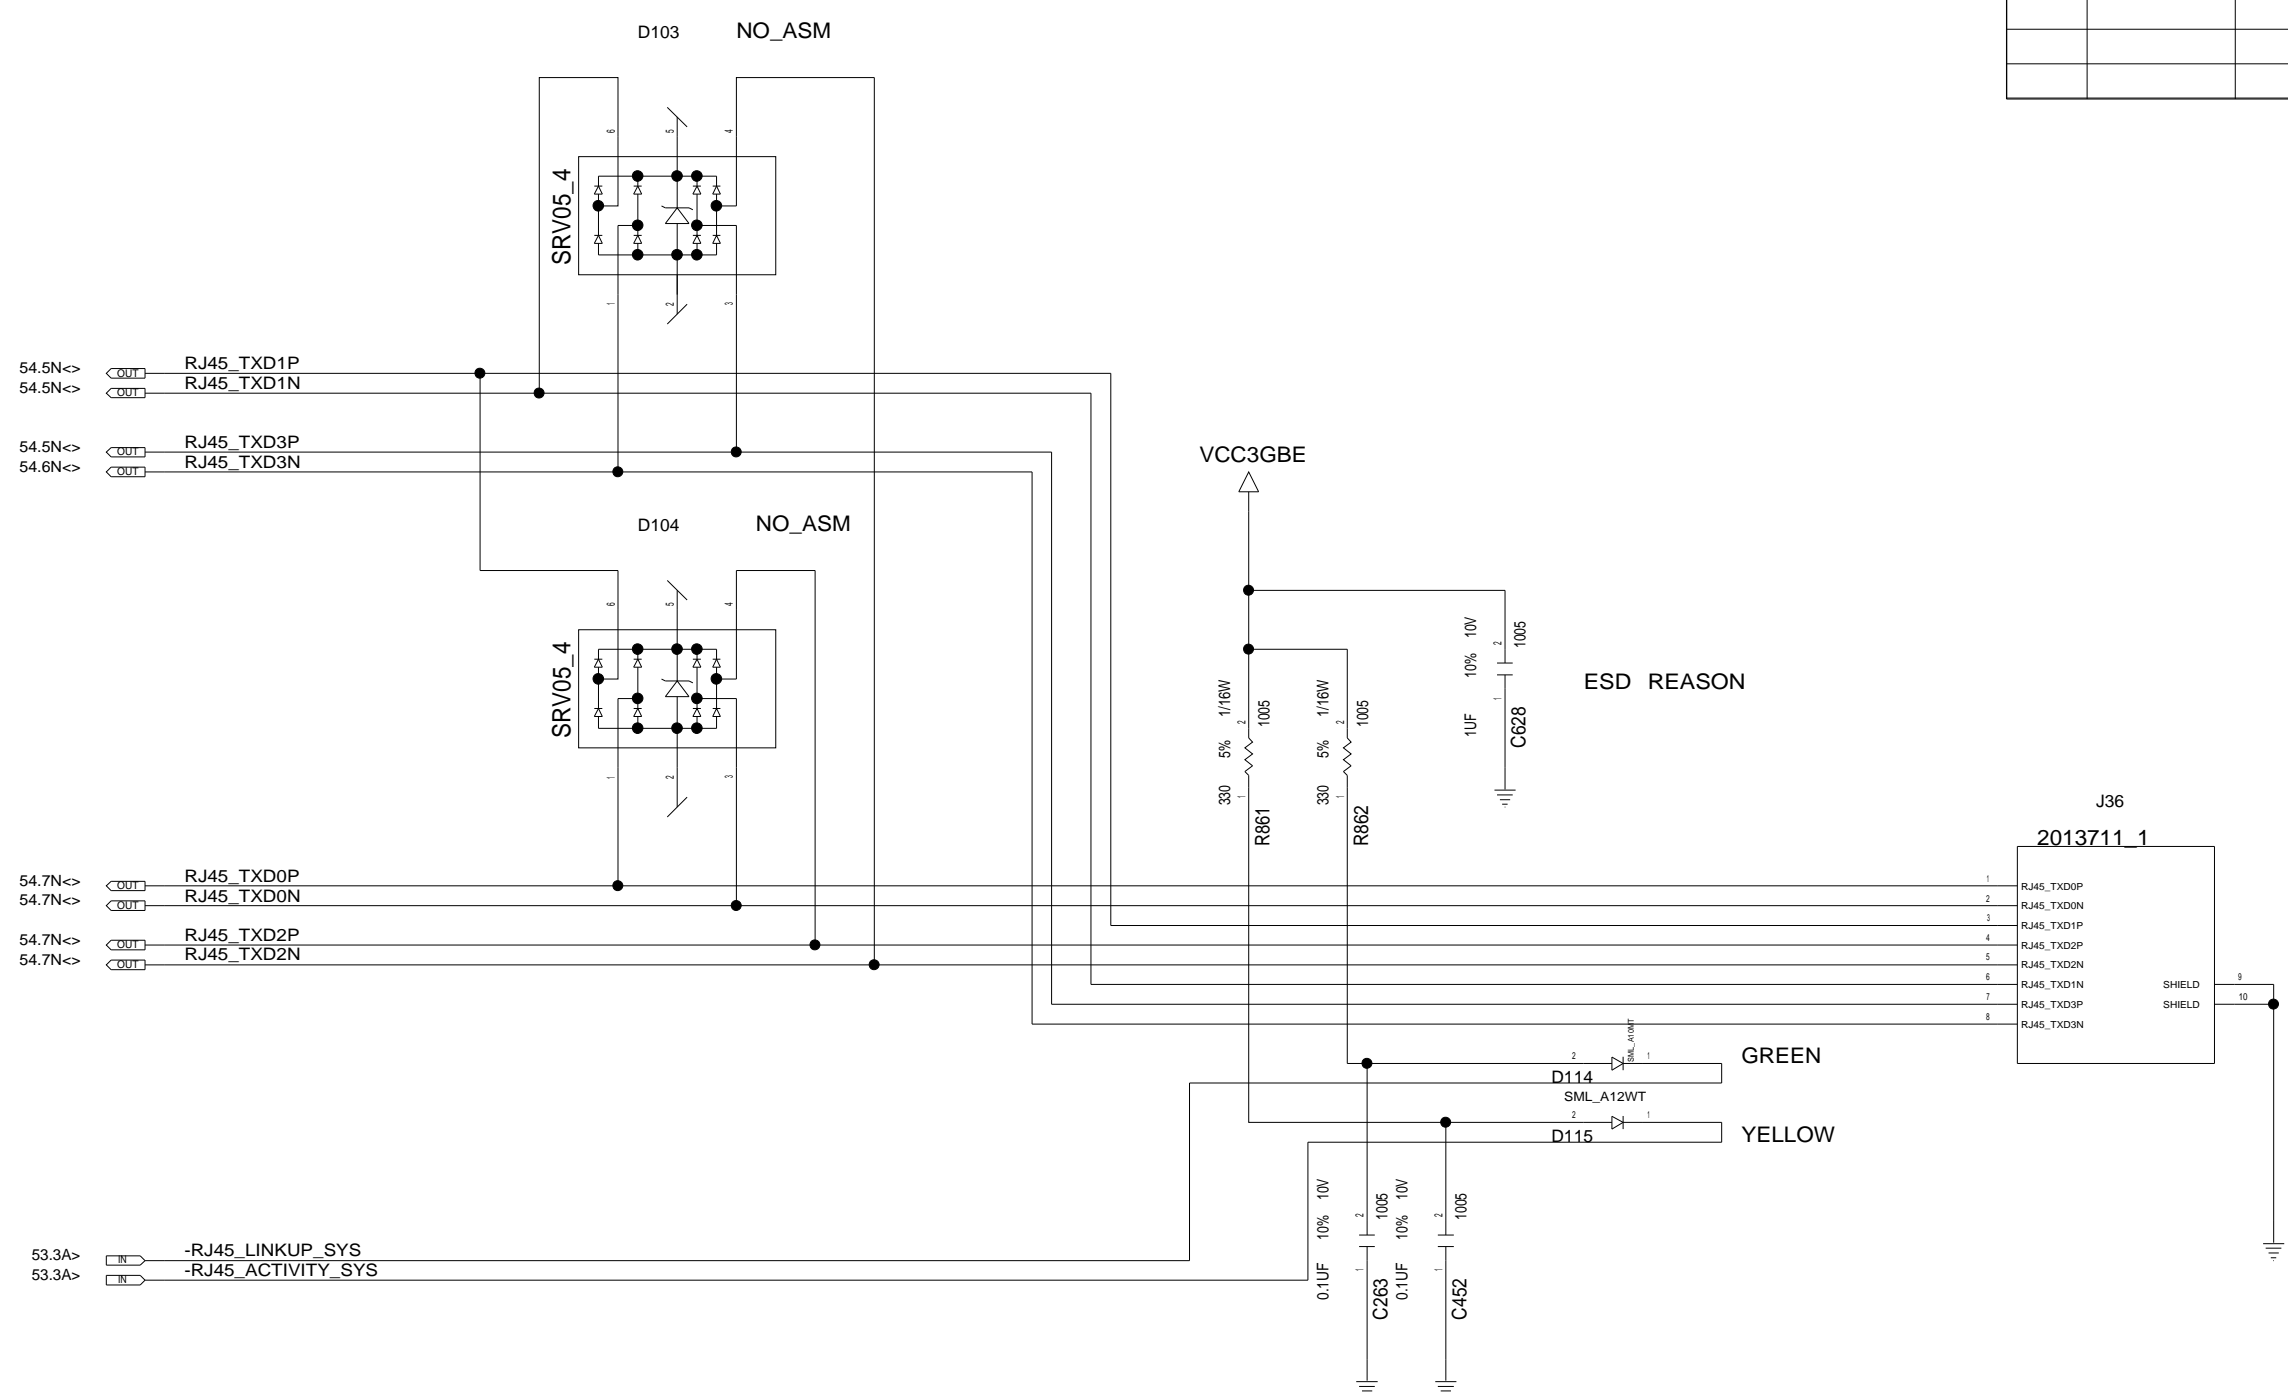 D103 NO_ASM
6 5 4
SRV05_4
1 2 3
54.5N<> OUT RJ45_TXD1P
54.5N<> OUT RJ45_TXD1N
54.5N<> OUT RJ45_TXD3P
54.6N<> OUT RJ45_TXD3N
D104 NO_ASM
6 5 4
SRV05_4
1 2 3
54.7N<> OUT RJ45_TXD0P
54.7N<> OUT RJ45_TXD0N
54.7N<> OUT RJ45_TXD2P
54.7N<> OUT RJ45_TXD2N
VCC3GBE
330 5% 1/16W
1 2
R861 1005
330 5% 1/16W
1 2
R862 1005
1UF 10% 10V
1 2
C628 1005
ESD REASON
J36
2013711_1
1 RJ45_TXD0P
2 RJ45_TXD0N
3 RJ45_TXD1P
4 RJ45_TXD2P
5 RJ45_TXD2N
6 RJ45_TXD1N
7 RJ45_TXD3P
8 RJ45_TXD3N
SHIELD 9
SHIELD 10
SML_A10MT
2 1
D114
GREEN
SML_A12WT
2 1
D115
YELLOW
0.1UF 10% 10V
1 2
C263 1005
0.1UF 10% 10V
1 2
C452 1005
53.3A> IN -RJ45_LINKUP_SYS
53.3A> IN -RJ45_ACTIVITY_SYS